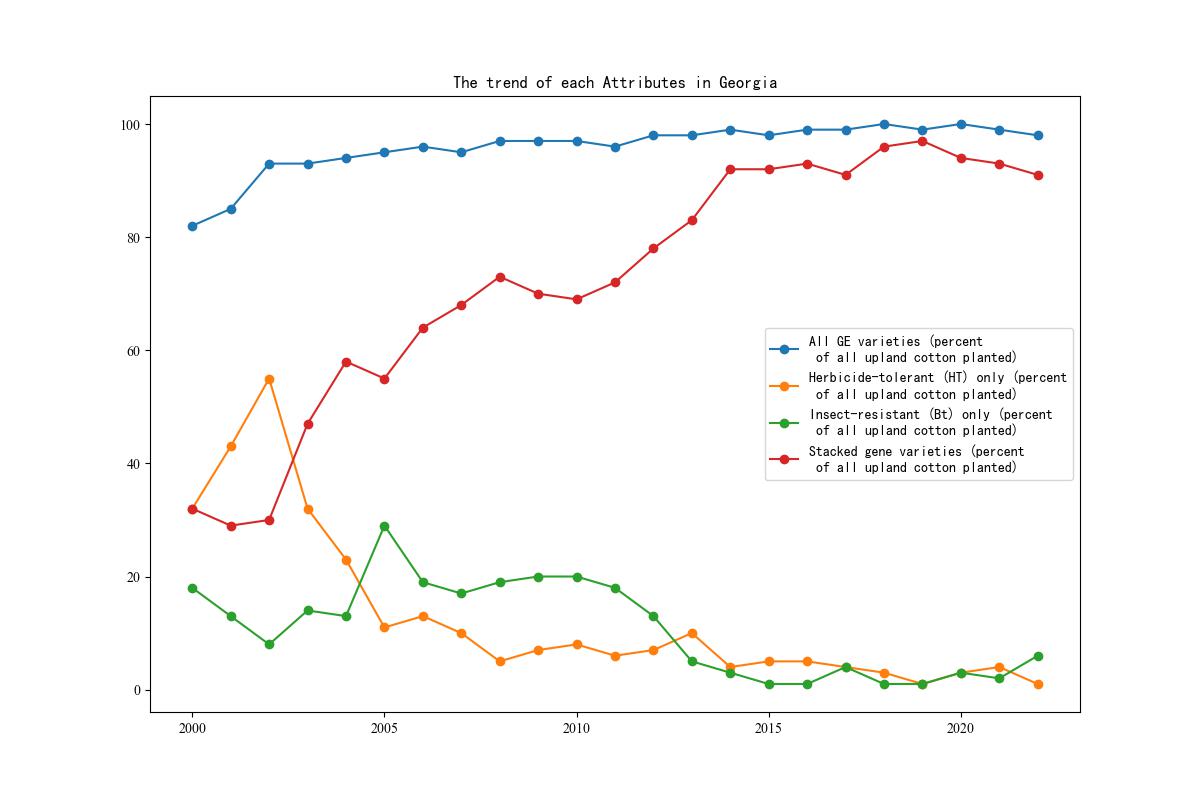 The trend of each Attributes in Georgia
100
80
60
40
20
0
All GE varieties (percent
of all upland cotton planted)
Herbicide-tolerant (HT) only (percent
of all upland cotton planted)
Insect-resistant (Bt) only (percent
of all upland cotton planted)
Stacked gene varieties (percent
of all upland cotton planted)
2000 2005 2010 2015 2020